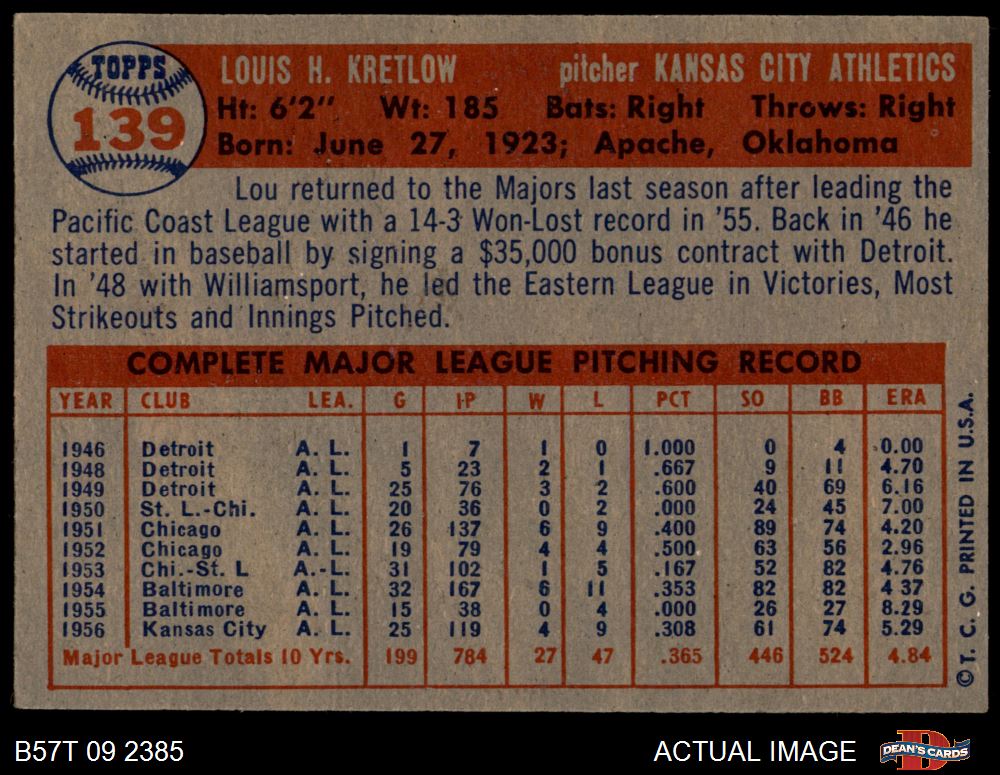 TOPPS
139
LOUIS H. KRETLOW pitcher KANSAS CITY ATHLETICS
Ht: 6'2" Wt: 185 Bats: Right Throws: Right
Born: June 27, 1923; Apache, Oklahoma
Lou returned to the Majors last season after leading the
Pacific Coast League with a 14-3 Won-Lost record in '55. Back in '46 he
started in baseball by signing a $35,000 bonus contract with Detroit.
In '48 with Williamsport, he led the Eastern League in Victories, Most
Strikeouts and Innings Pitched.
COMPLETE MAJOR LEAGUE PITCHING RECORD
YEAR CLUB LEA. G IP W L PCT SO BB ERA
1946 Detroit A. L. 1 7 1 0 1.000 0 4 0.00
1948 Detroit A. L. 5 23 2 1 .667 9 11 4.70
1949 Detroit A. L. 25 76 3 2 .600 40 69 6.16
1950 St. L.-Chi. A. L. 20 36 0 2 .000 24 45 7.00
1951 Chicago A. L. 26 137 6 9 .400 89 74 4.20
1952 Chicago A. L. 19 79 4 4 .500 63 56 2.96
1953 Chi.-St. L A.-L. 31 102 1 5 .167 52 82 4.76
1954 Baltimore A. L. 32 167 6 11 .353 82 82 4 37
1955 Baltimore A. L. 15 38 0 4 .000 26 27 8.29
1956 Kansas City A. L. 25 119 4 9 .308 61 74 5.29
Major League Totals 10 Yrs. 199 784 27 47 .365 446 524 4.84
© T. C. G. PRINTED IN U.S.A.
B57T 09 2385 ACTUAL IMAGE DEAN'S CARDS